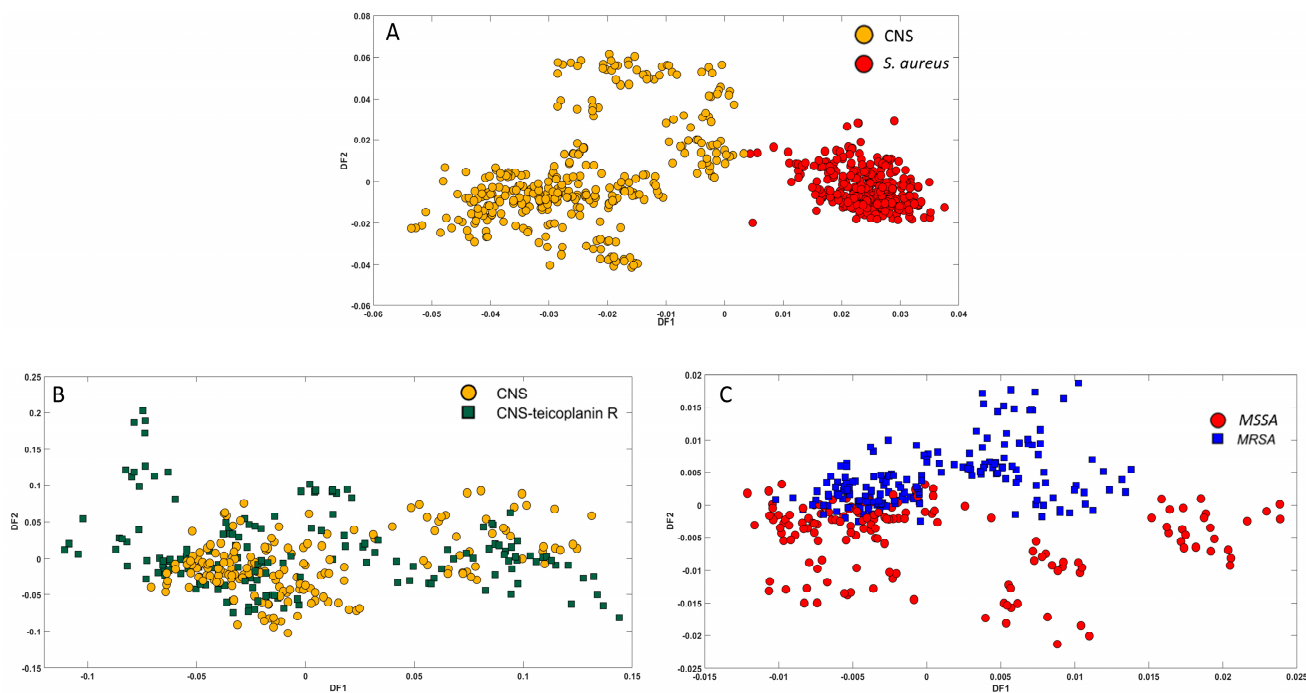 A
CNS
S. aureus
0.08
0.06
0.04
0.02
0
-0.02
-0.04
-0.06
DF2
-0.06 -0.05 -0.04 -0.03 -0.02 -0.01 0 0.01 0.02 0.03 0.04
DF1
B
CNS
CNS-teicoplanin R
0.25
0.2
0.15
0.1
0.05
0
-0.05
-0.1
-0.15
DF2
-0.1 -0.05 0 0.05 0.1 0.15
DF1
C
MSSA
MRSA
0.02
0.015
0.01
0.005
0
-0.005
-0.01
-0.015
-0.02
-0.025
DF2
-0.015 -0.01 -0.005 0 0.005 0.01 0.015 0.02 0.025
DF1